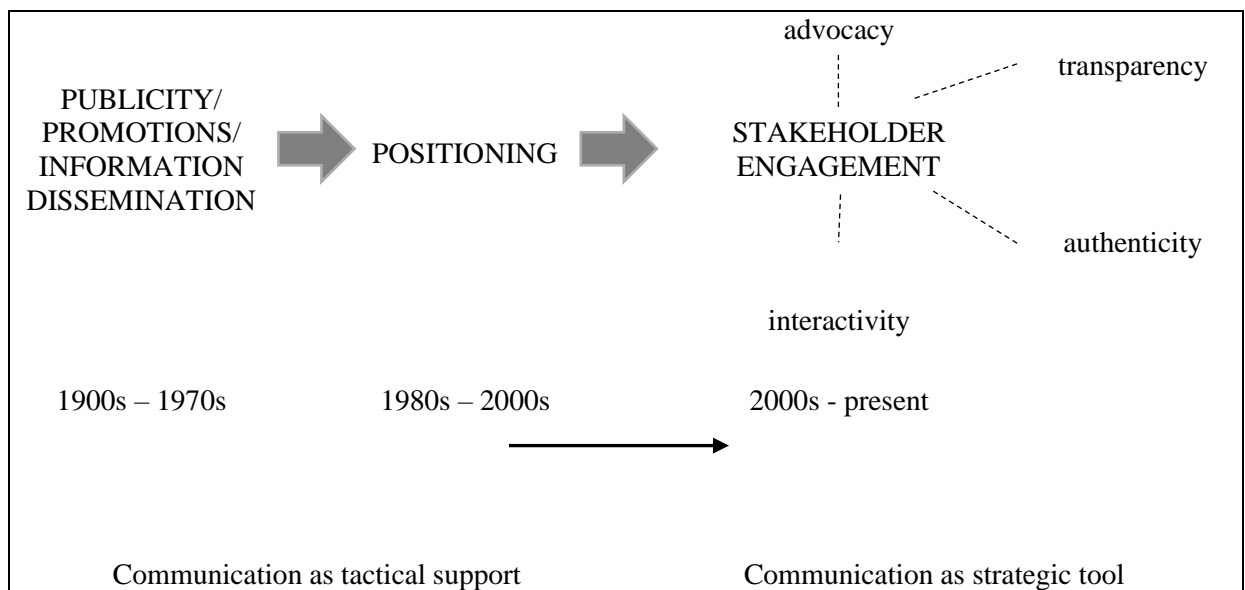 advocacy
transparency
PUBLICITY/
PROMOTIONS/
INFORMATION
DISSEMINATION
POSITIONING
STAKEHOLDER
ENGAGEMENT
authenticity
interactivity
1900s – 1970s
1980s – 2000s
2000s - present
Communication as tactical support
Communication as strategic tool